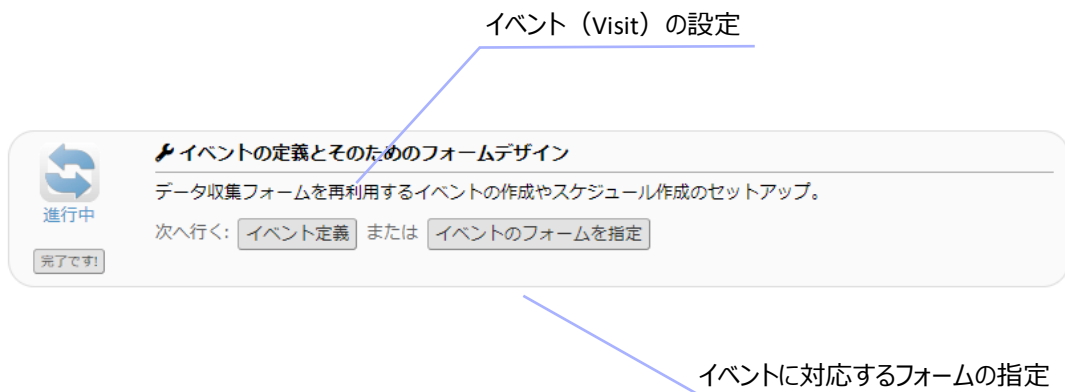 イベント（Visit）の設定
イベントの定義とそのためのフォームデザイン
データ収集フォームを再利用するイベントの作成やスケジュール作成のセットアップ。
進行中
次へ行く: イベント定義 または イベントのフォームを指定
完了です!
イベントに対応するフォームの指定